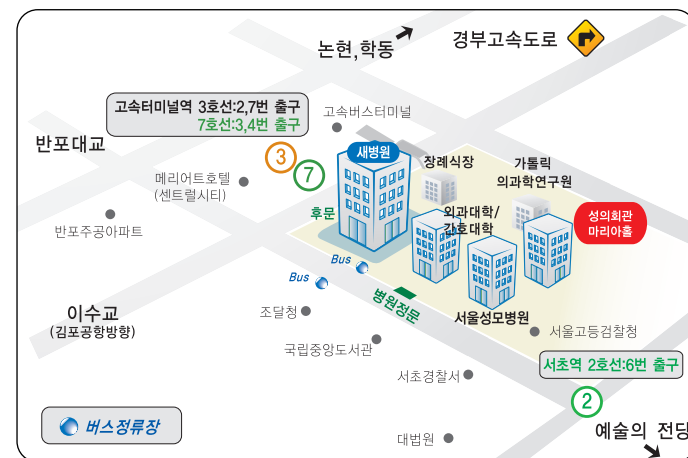 논현,학동
경부고속도로
고속터미널역 3호선:2,7번 출구
7호선:3,4번 출구
고속버스터미널
반포대교
3
7
새병원
장례식장
가톨릭
의과학연구원
메리어트호텔
(센트럴시티)
후문
외과대학/
간호대학
성의회관
마리아홀
반포주공아파트
Bus
Bus
병원정문
이수교
(김포공항방향)
조달청
서울성모병원
서울고등검찰청
국립중앙도서관
서초역 2호선:6번 출구
서초경찰서
2
버스정류장
대법원
예술의 전당